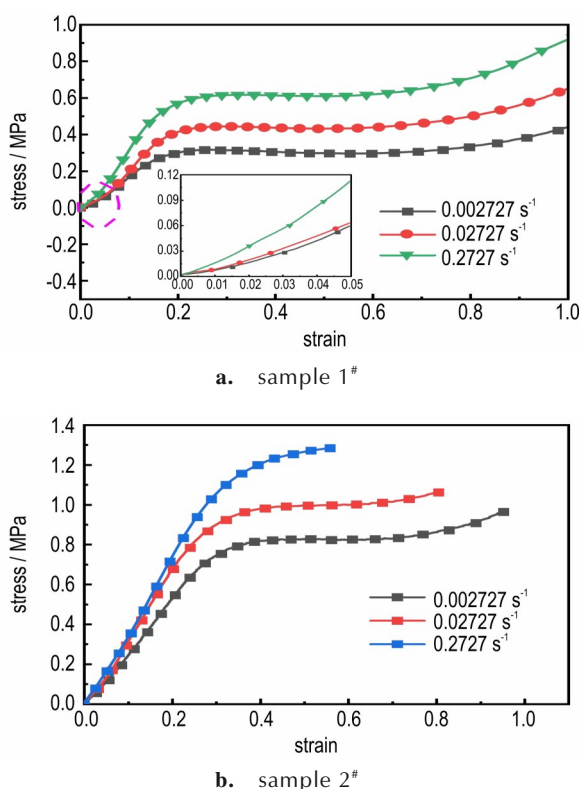 1.0
0.8
0.6
0.4
0.2
0.0
-0.2
-0.4
stress / MPa
0.12
0.09
0.06
0.03
0.00
0.00 0.01 0.02 0.03 0.04 0.05
0.002727 s⁻¹
0.02727 s⁻¹
0.2727 s⁻¹
0.0 0.2 0.4 0.6 0.8 1.0
strain
a. sample 1#
1.4
1.2
1.0
0.8
0.6
0.4
0.2
0.0
stress / MPa
0.002727 s⁻¹
0.02727 s⁻¹
0.2727 s⁻¹
0.0 0.2 0.4 0.6 0.8 1.0
strain
b. sample 2#